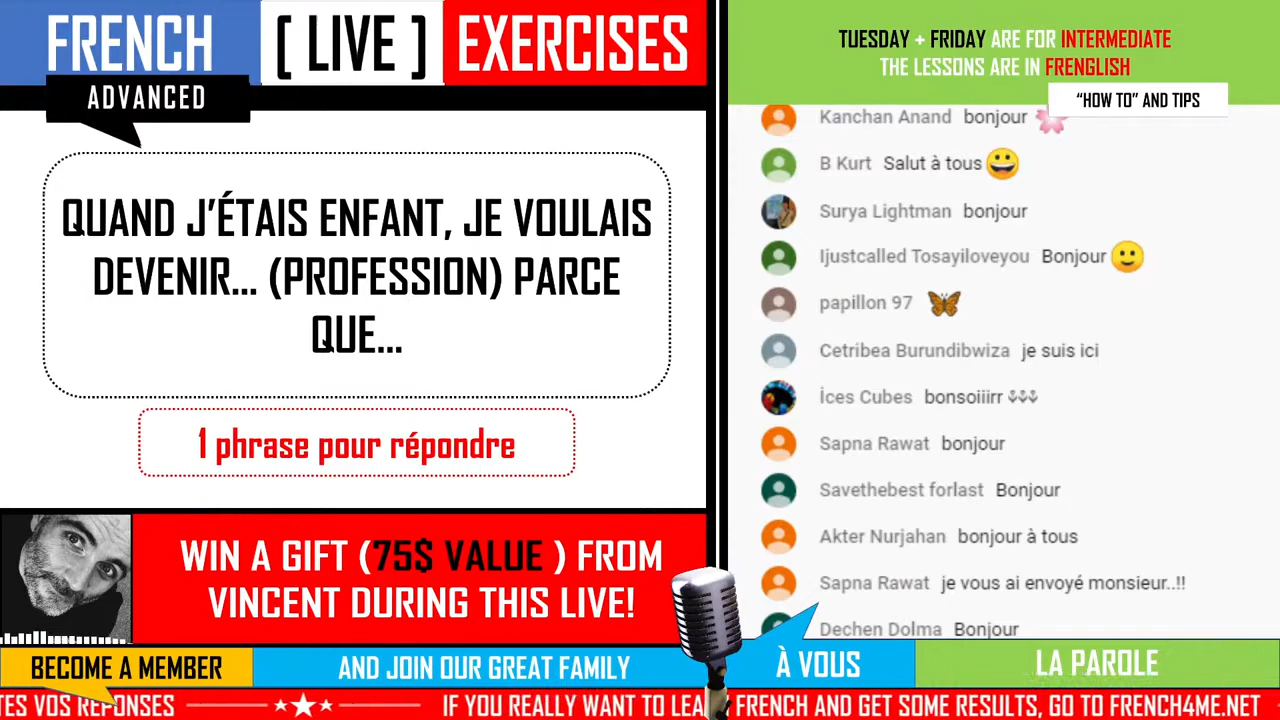 FRENCH [ LIVE ] EXERCISES
ADVANCED
QUAND J'ÉTAIS ENFANT, JE VOULAIS
DEVENIR... (PROFESSION) PARCE
QUE...
1 phrase pour répondre
WIN A GIFT (75$ VALUE ) FROM
VINCENT DURING THIS LIVE!
BECOME A MEMBER
AND JOIN OUR GREAT FAMILY
TUESDAY + FRIDAY ARE FOR INTERMEDIATE
THE LESSONS ARE IN FRENGLISH
"HOW TO" AND TIPS
Kanchan Anand bonjour
B Kurt Salut à tous
Surya Lightman bonjour
Ijustcalled Tosayiloveyou Bonjour
papillon 97
Cetribea Burundibwiza je suis ici
İces Cubes bonsoiiirr
Sapna Rawat bonjour
Savethebest forlast Bonjour
Akter Nurjahan bonjour à tous
Sapna Rawat je vous ai envoyé monsieur..!!
Dechen Dolma Bonjour
À VOUS
LA PAROLE
TES VOS RÉPONSES
IF YOU REALLY WANT TO LEA FRENCH AND GET SOME RESULTS, GO TO FRENCH4ME.NET